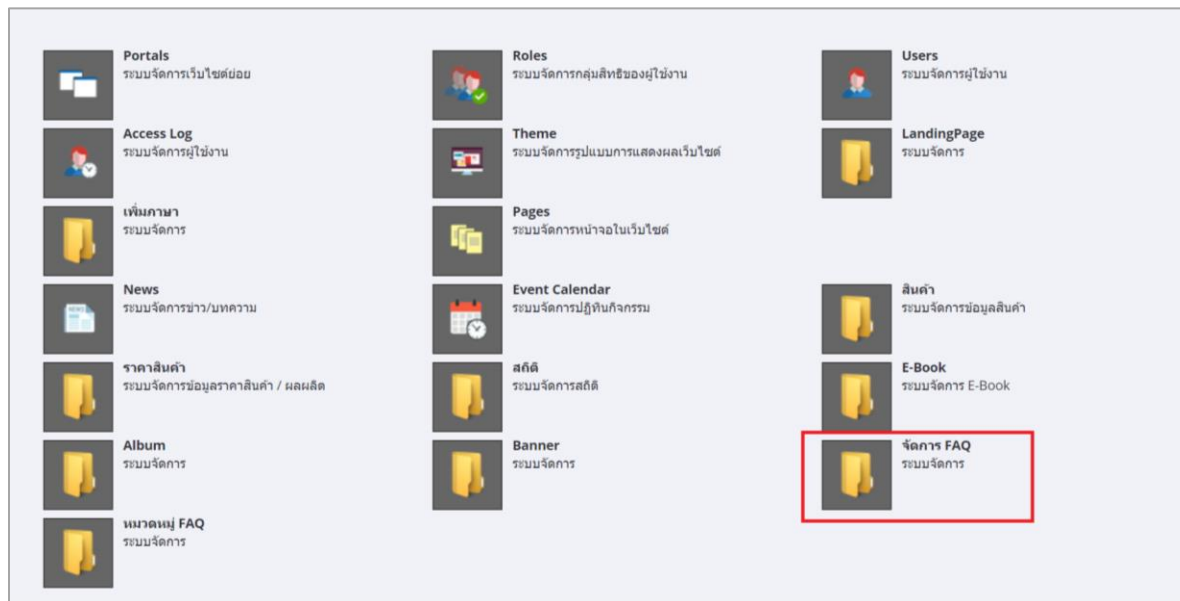 Portals
ระบบจัดการเว็บไซต์ย่อย
Roles
ระบบจัดการกลุ่มสิทธิของผู้ใช้งาน
Users
ระบบจัดการผู้ใช้งาน
Access Log
ระบบจัดการผู้ใช้งาน
Theme
ระบบจัดการรูปแบบการแสดงผลเว็บไซต์
LandingPage
ระบบจัดการ
เพิ่มภาษา
ระบบจัดการ
Pages
ระบบจัดการหน้าจอในเว็บไซต์
News
ระบบจัดการข่าว/บทความ
Event Calendar
ระบบจัดการปฏิทินกิจกรรม
สินค้า
ระบบจัดการข้อมูลสินค้า
ราคาสินค้า
ระบบจัดการข้อมูลราคาสินค้า / ผลผลิต
สถิติ
ระบบจัดการสถิติ
E-Book
ระบบจัดการ E-Book
Album
ระบบจัดการ
Banner
ระบบจัดการ
จัดการ FAQ
ระบบจัดการ
หมวดหมู่ FAQ
ระบบจัดการ